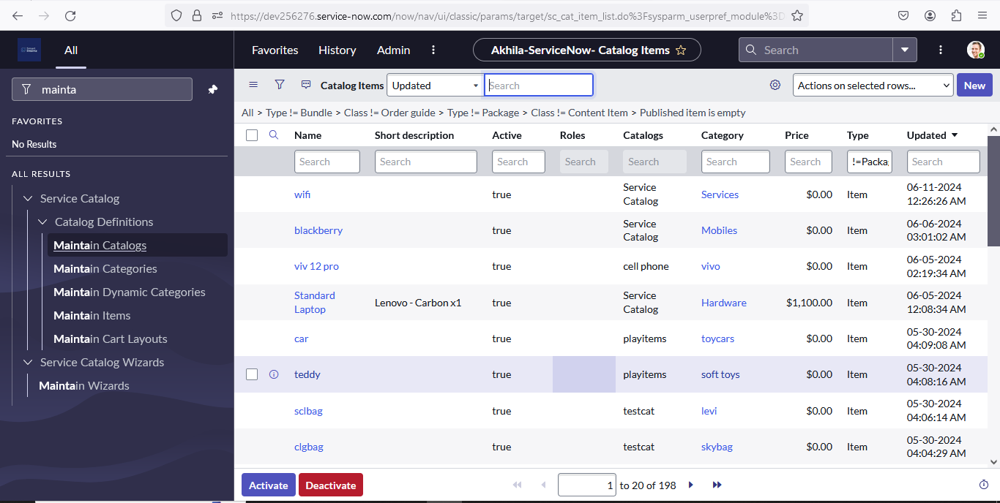 https://dev256276.service-now.com/now/nav/ui/classic/params/target/sc_cat_item_list.do%3Fsysparm_userpref_module%3D
All
Favorites History Admin
Akhila-ServiceNow- Catalog Items
Search
mainta
FAVORITES
No Results
ALL RESULTS
Service Catalog
Catalog Definitions
Maintain Catalogs
Maintain Categories
Maintain Dynamic Categories
Maintain Items
Maintain Cart Layouts
Service Catalog Wizards
Maintain Wizards
Catalog Items Updated Search Actions on selected rows... New
All > Type != Bundle > Class != Order guide > Type != Package > Class != Content Item > Published item is empty
Name Short description Active Roles Catalogs Category Price Type Updated
Search Search Search Search Search Search Search !=Packa Search
wifi true Service Catalog Services $0.00 Item 06-11-2024 12:26:26 AM
blackberry true Service Catalog Mobiles $0.00 Item 06-06-2024 03:01:02 AM
viv 12 pro true cell phone vivo $0.00 Item 06-05-2024 02:19:34 AM
Standard Laptop Lenovo - Carbon x1 true Service Catalog Hardware $1,100.00 Item 06-05-2024 12:08:34 AM
car true playitems toycars $0.00 Item 05-30-2024 04:09:08 AM
teddy true playitems soft toys $0.00 Item 05-30-2024 04:08:16 AM
sclbag true testcat levi $0.00 Item 05-30-2024 04:06:14 AM
clgbag true testcat skybag $0.00 Item 05-30-2024 04:04:29 AM
Activate Deactivate 1 to 20 of 198